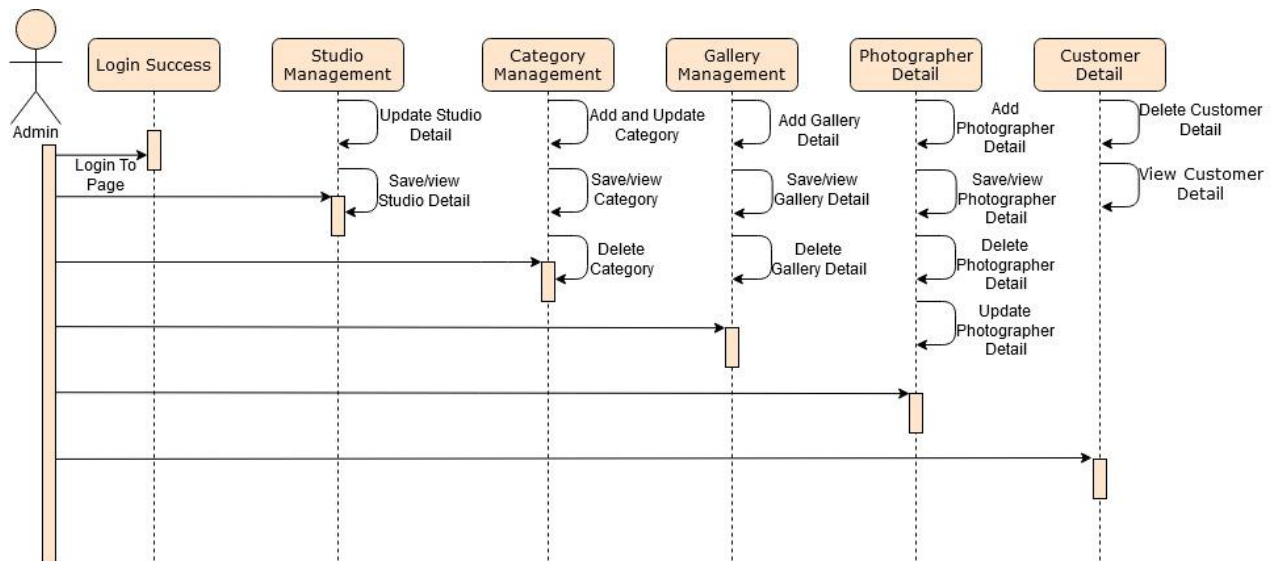 Admin
Login Success
Studio
Management
Category
Management
Gallery
Management
Photographer
Detail
Customer
Detail
Login To
Page
Update Studio
Detail
Save/view
Studio Detail
Add and Update
Category
Save/view
Category
Delete
Category
Add Gallery
Detail
Save/view
Gallery Detail
Delete
Gallery Detail
Add
Photographer
Detail
Save/view
Photographer
Detail
Delete
Photographer
Detail
Update
Photographer
Detail
Delete Customer
Detail
View Customer
Detail